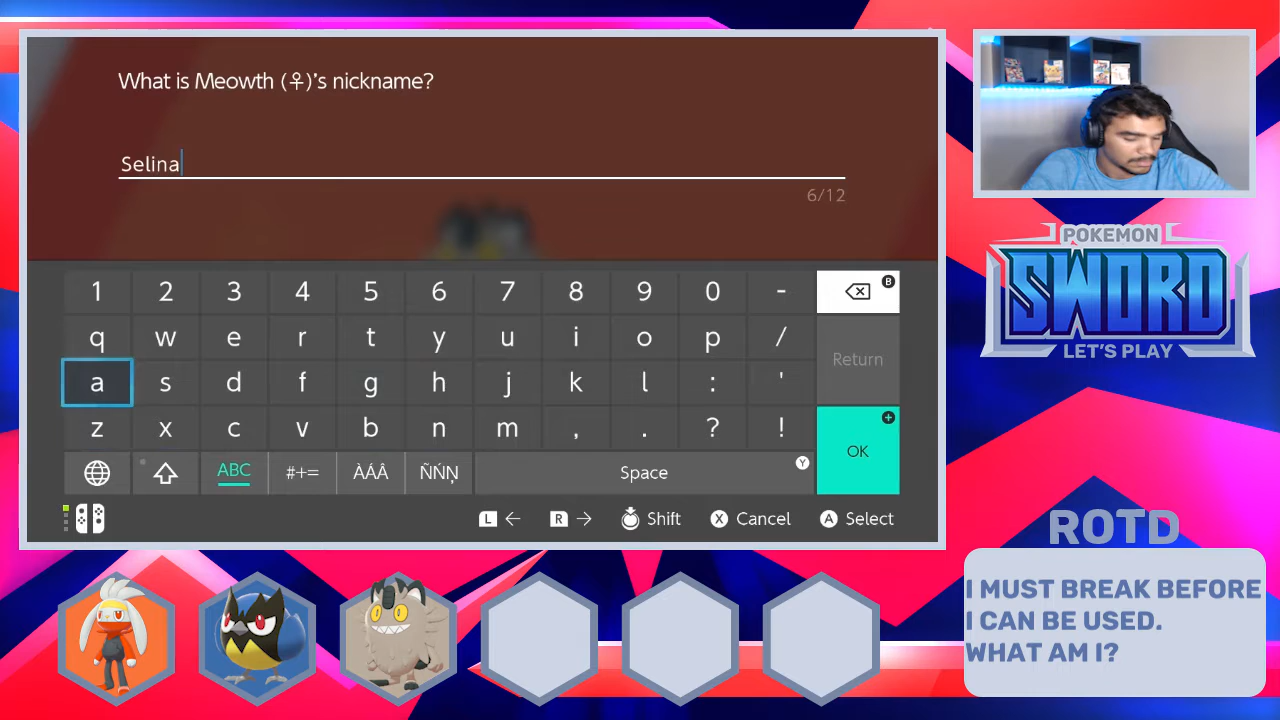 What is Meowth (♀)'s nickname?
Selina
6/12
1 2 3 4 5 6 7 8 9 0 -
q w e r t y u i o p /
Return
a s d f g h j k l : '
z x c v b n m , . ? !
OK
ABC #+= ÀÁÂ ÑŃŅ Space
L ← R → Shift X Cancel A Select
B
+
Y
POKEMON
SWORD
LET'S PLAY
ROTD
I MUST BREAK BEFORE
I CAN BE USED.
WHAT AM I?